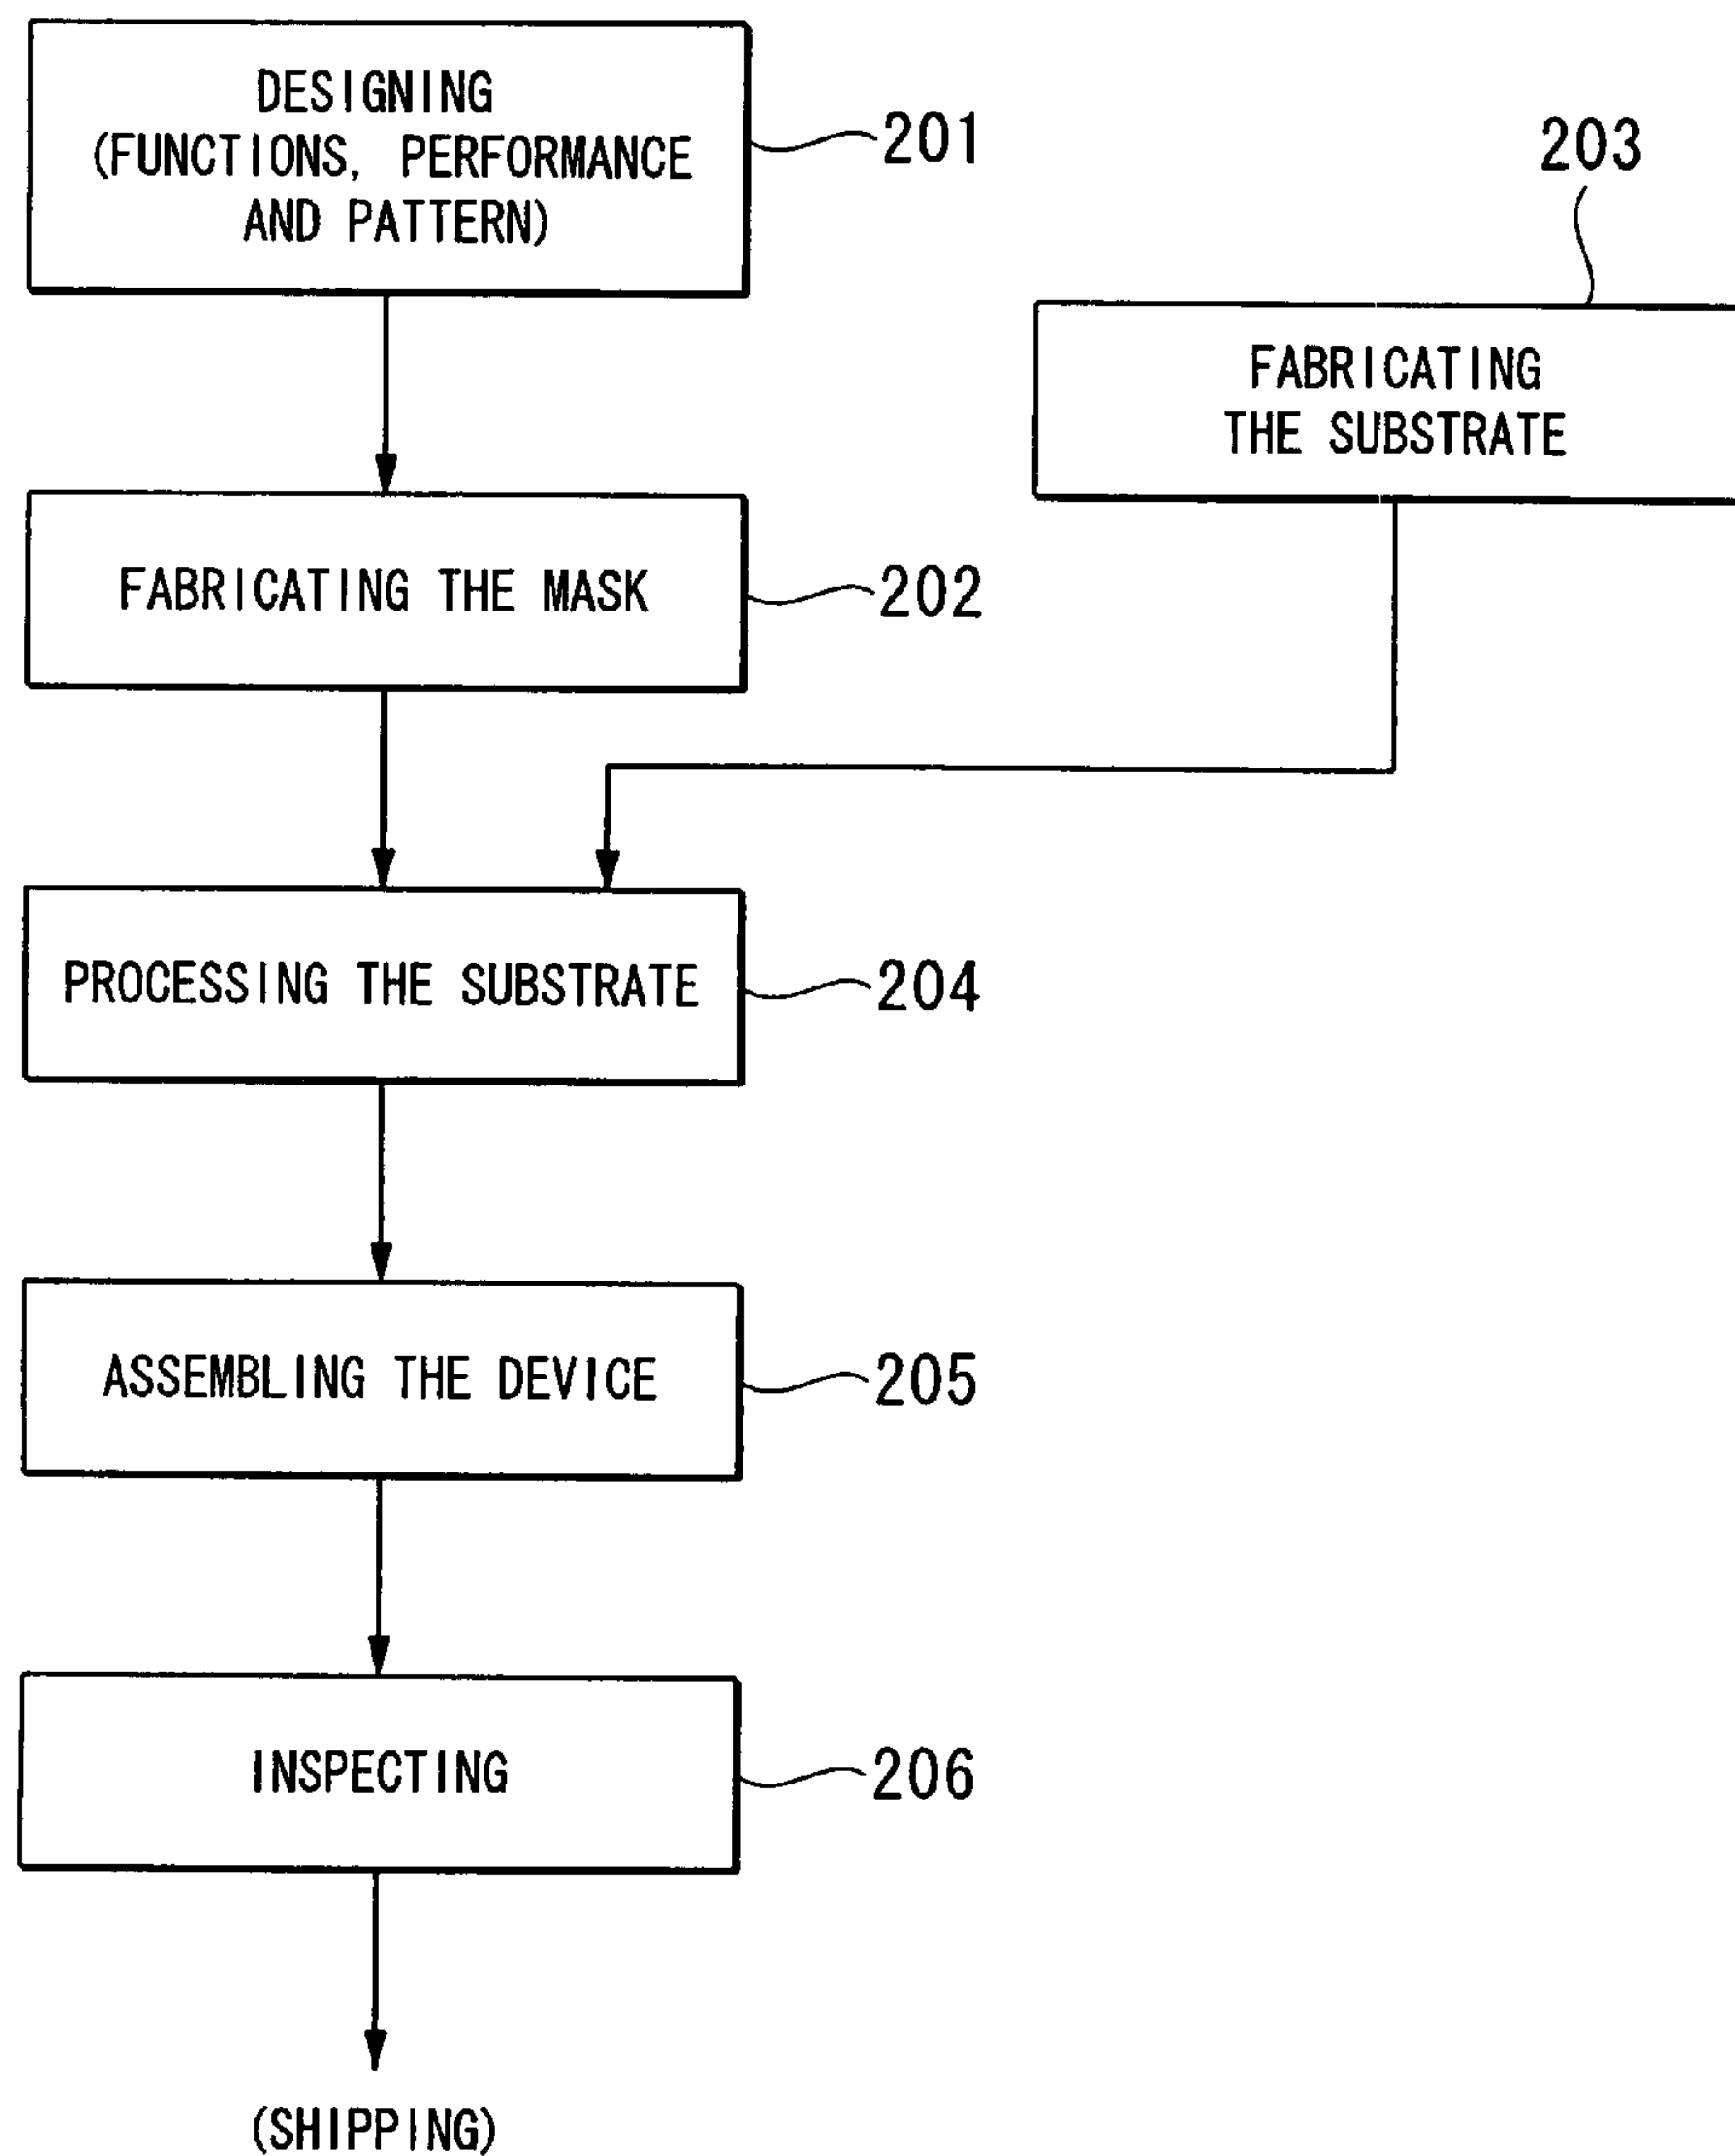 DESIGNING
(FUNCTIONS, PERFORMANCE
AND PATTERN)
201
203
FABRICATING
THE SUBSTRATE
FABRICATING THE MASK
202
PROCESSING THE SUBSTRATE
204
ASSEMBLING THE DEVICE
205
INSPECTING
206
(SHIPPING)